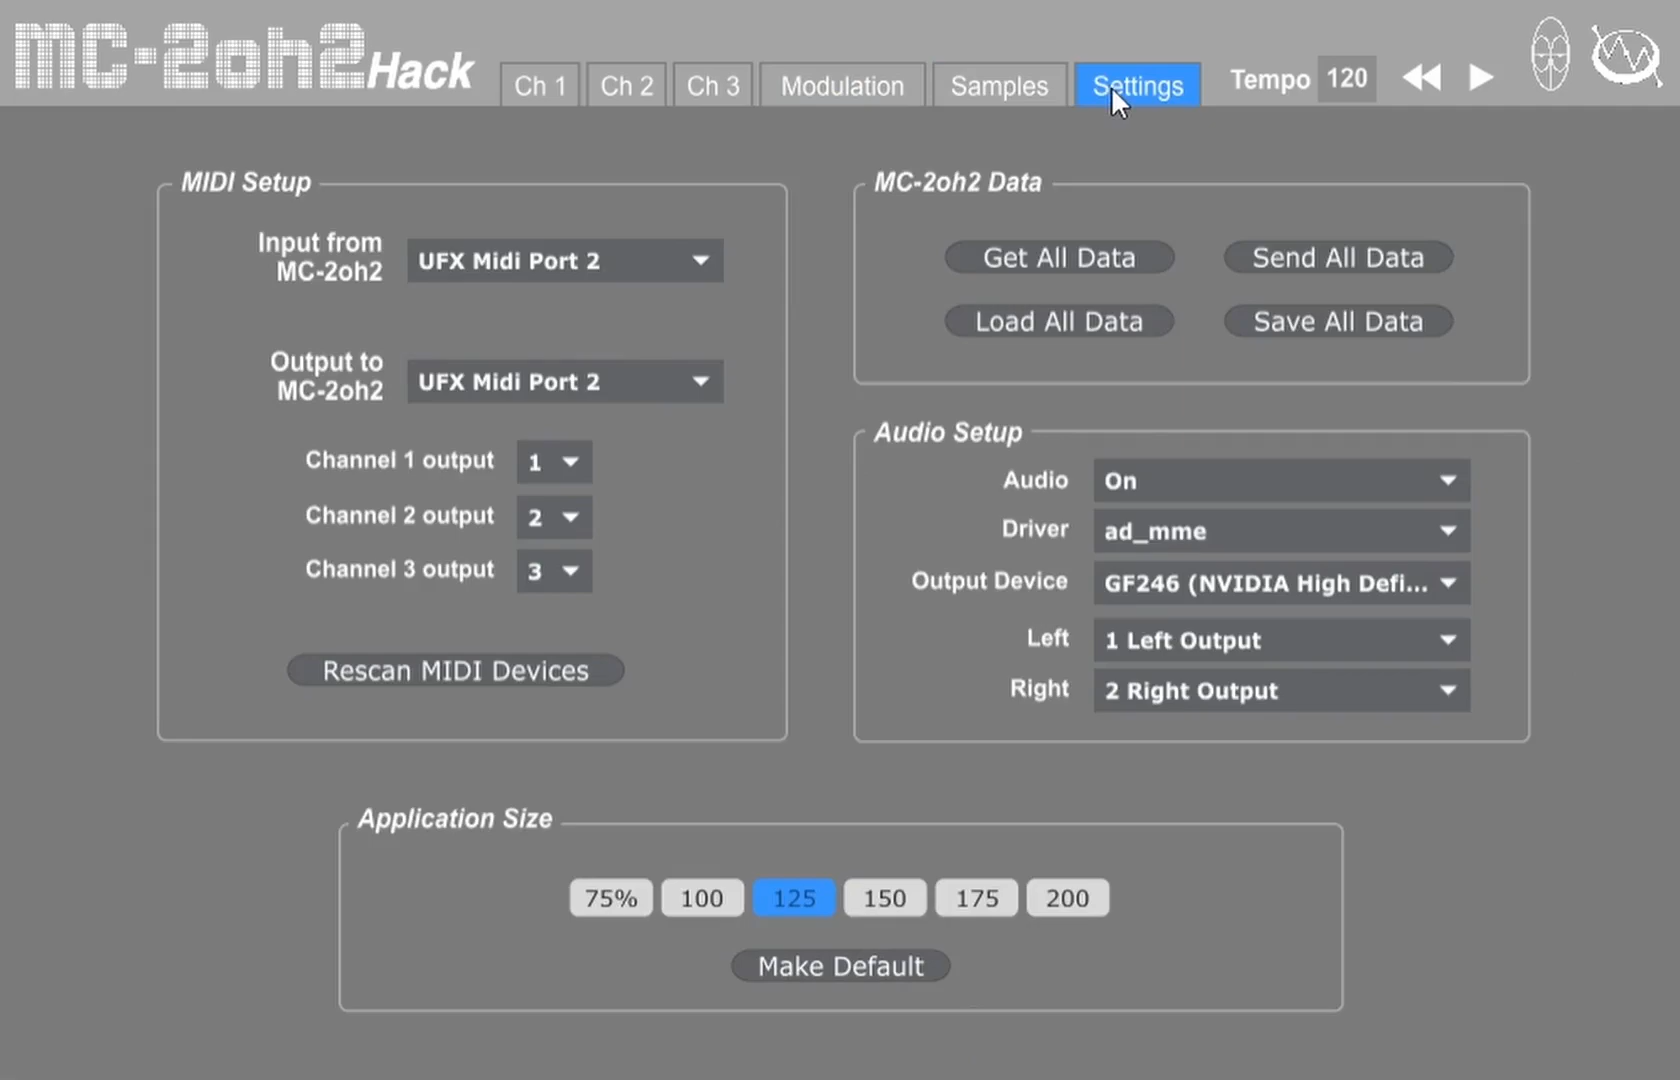 MC-2oh2Hack
Ch 1
Ch 2
Ch 3
Modulation
Samples
Settings
Tempo 120
MIDI Setup
Input from
MC-2oh2
UFX Midi Port 2
Output to
MC-2oh2
UFX Midi Port 2
Channel 1 output 1
Channel 2 output 2
Channel 3 output 3
Rescan MIDI Devices
MC-2oh2 Data
Get All Data
Send All Data
Load All Data
Save All Data
Audio Setup
Audio On
Driver ad_mme
Output Device GF246 (NVIDIA High Defi...
Left 1 Left Output
Right 2 Right Output
Application Size
75% 100 125 150 175 200
Make Default